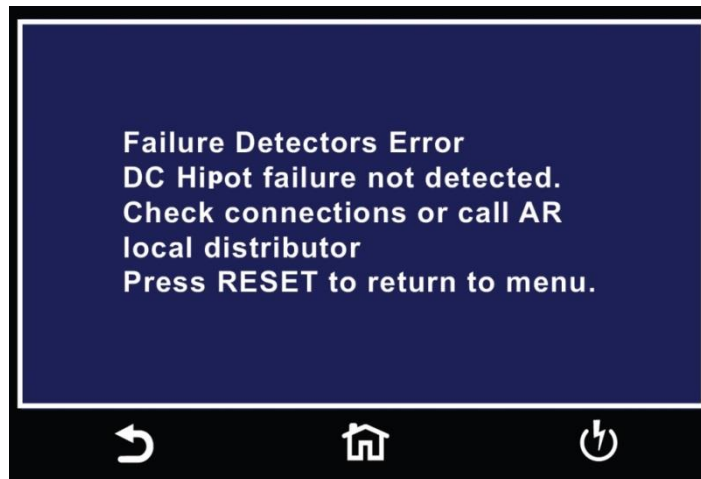 Failure Detectors Error
DC Hipot failure not detected.
Check connections or call AR
local distributor
Press RESET to return to menu.